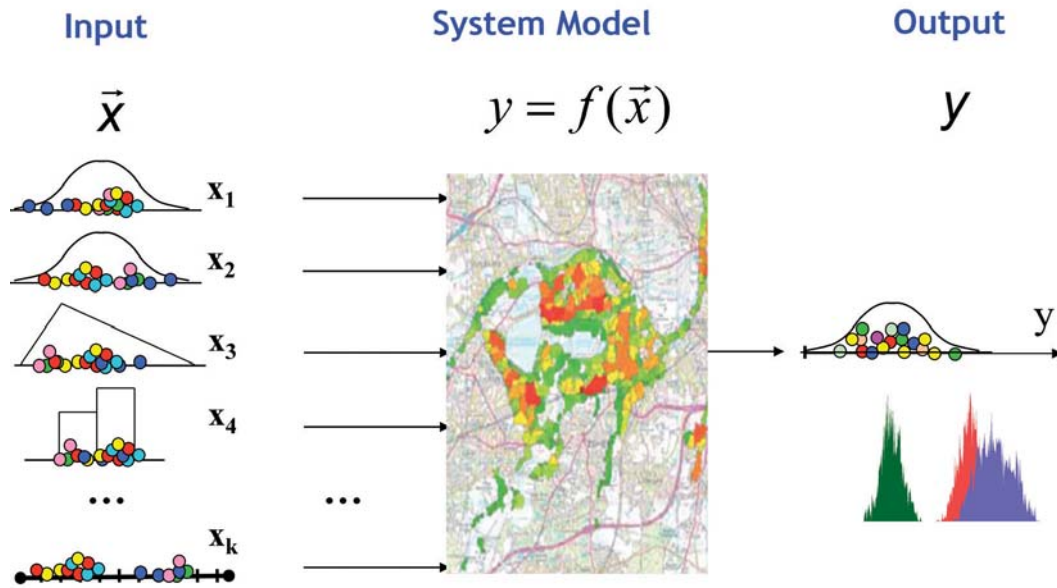 Input
System Model
Output
x⃗
y = f(x⃗)
y
x₁
x₂
x₃
y
x₄
...
...
xₖ